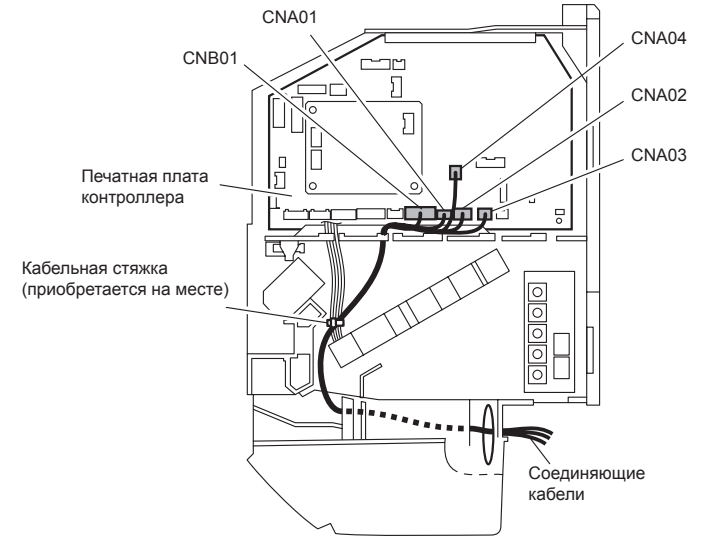 CNA01
CNB01
CNA04
CNA02
CNA03
Печатная плата
контроллера
Кабельная стяжка
(приобретается на месте)
Соединяющие
кабели